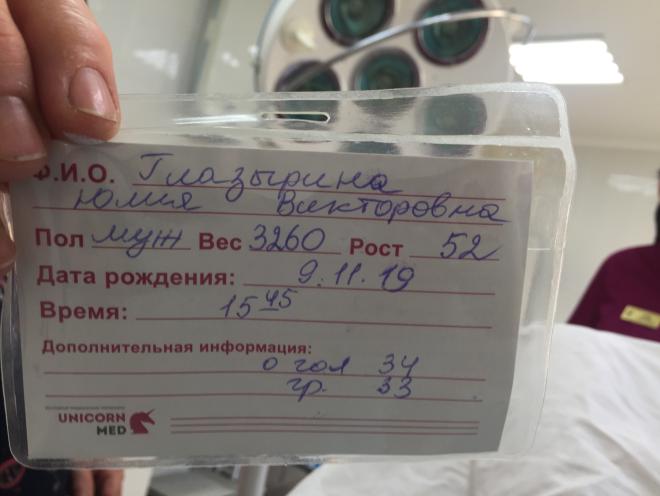 Ф.И.О. Глазырина
Юлия Викторовна
Пол муж Вес 3260 Рост 52
Дата рождения: 9.11.19
Время: 15 45
Дополнительная информация:
о гол 34
гр. 33
UNICORN
MED